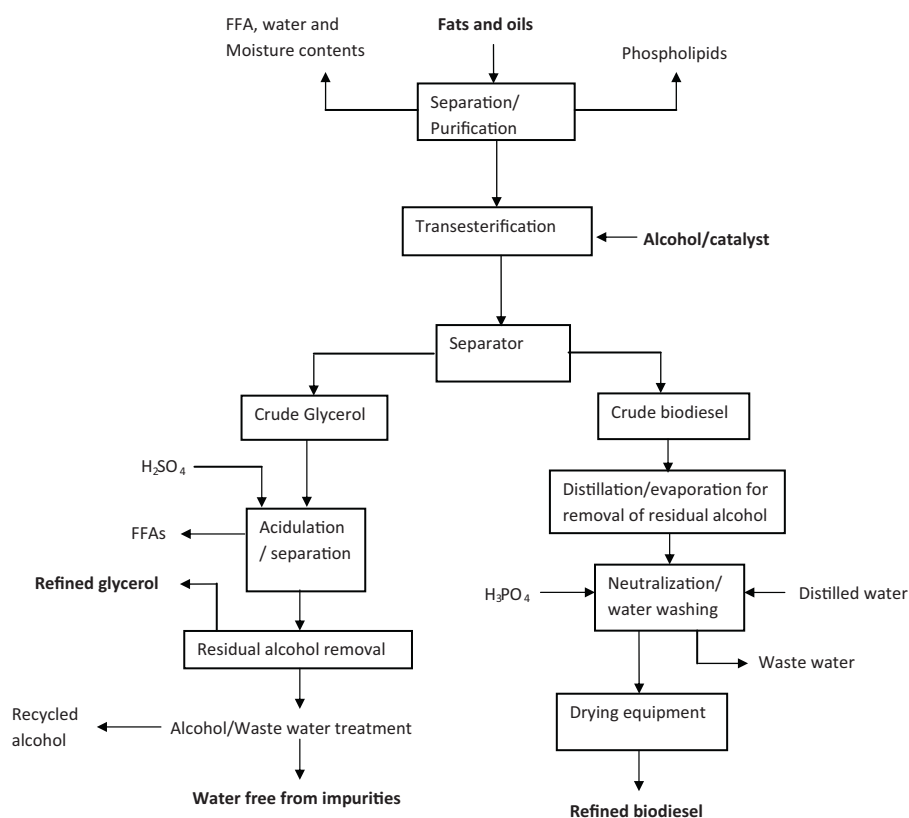 FFA, water and
Moisture contents
Fats and oils
Phospholipids
Separation/
Purification
Transesterification
Alcohol/catalyst
Separator
Crude Glycerol
Crude biodiesel
H₂SO₄
Distillation/evaporation for
removal of residual alcohol
Acidulation
/ separation
FFAs
Refined glycerol
H₃PO₄
Neutralization/
water washing
Distilled water
Residual alcohol removal
Waste water
Recycled
alcohol
Alcohol/Waste water treatment
Drying equipment
Water free from impurities
Refined biodiesel